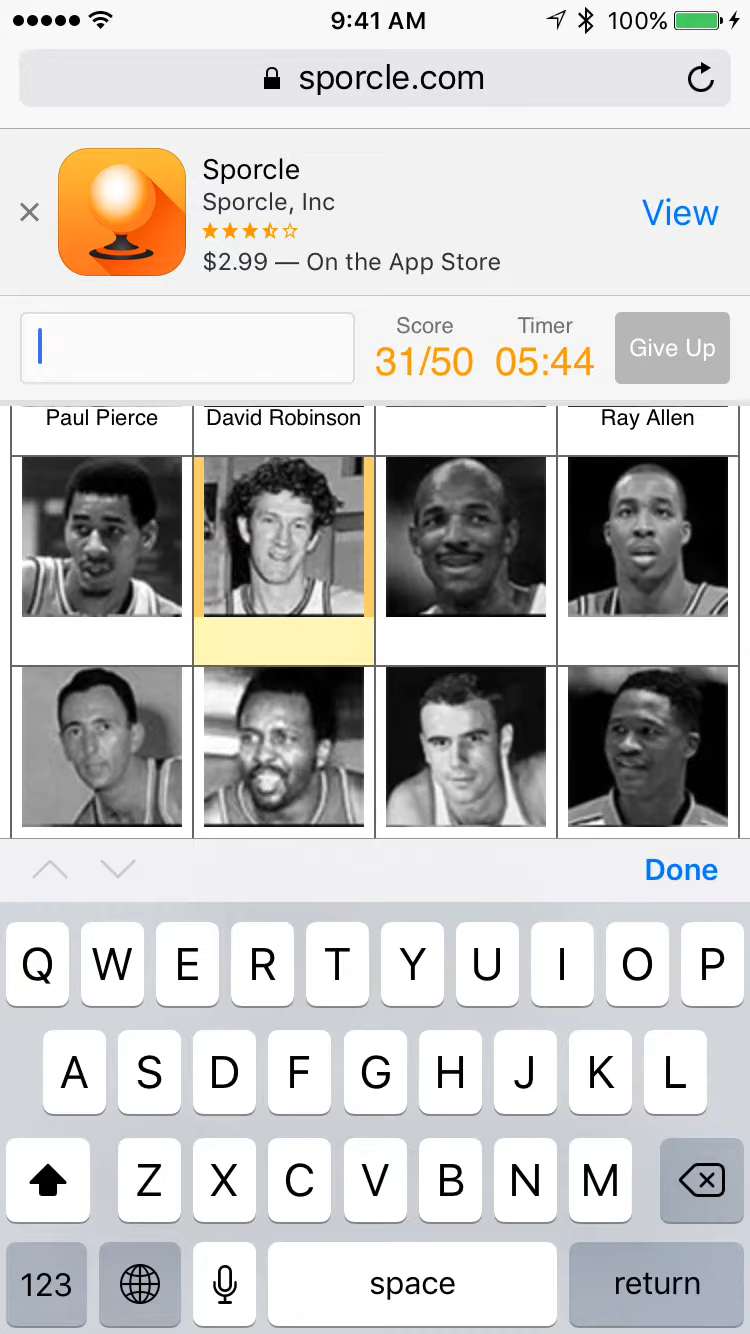 9:41 AM 100%
sporcle.com
Sporcle
Sporcle, Inc
View
$2.99 — On the App Store
Score Timer
31/50 05:44
Give Up
Paul Pierce David Robinson Ray Allen
Done
Q W E R T Y U I O P
A S D F G H J K L
Z X C V B N M
123 space return